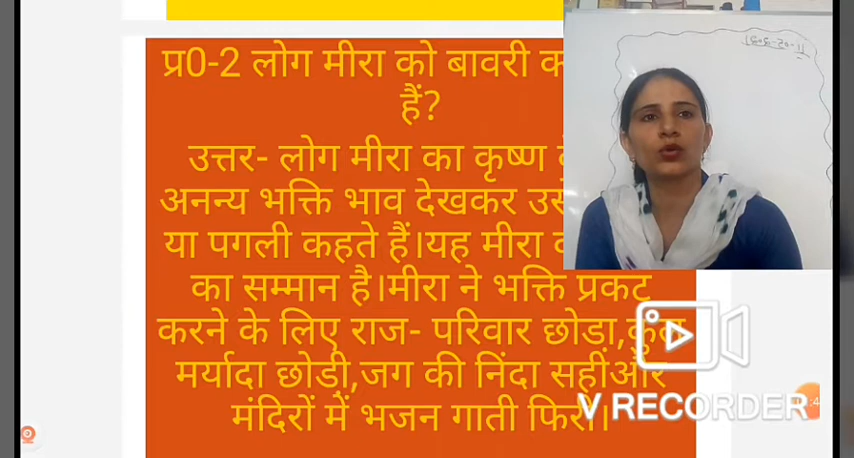 प्र0-2 लोग मीरा को बावरी
हैं?
उत्तर- लोग मीरा का कृष्ण
अनन्य भक्ति भाव देखकर
या पगली कहते हैं।यह मीरा
का सम्मान है।मीरा ने भक्ति प्रकट
करने के लिए राज- परिवार छोडा,कुल
मर्यादा छोडी,जग की निंदा सहीऔर
मंदिरों में भजन गाती फिरी।
V RECORDER